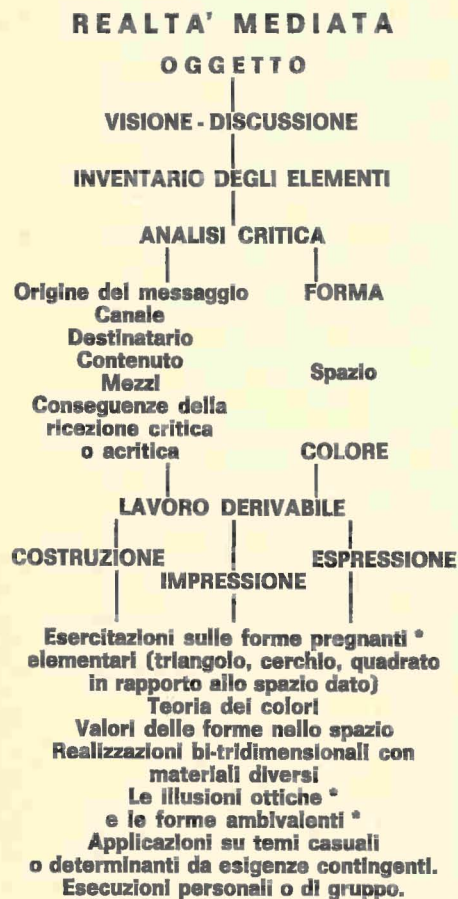 REALTA' MEDIATA
OGGETTO
VISIONE - DISCUSSIONE
INVENTARIO DEGLI ELEMENTI
ANALISI CRITICA
Origine del messaggio
Canale
Destinatario
Contenuto
Mezzi
Conseguenze della
ricezione critica
o acritica
FORMA
Spazio
COLORE
LAVORO DERIVABILE
COSTRUZIONE
IMPRESSIONE
ESPRESSIONE
Esercitazioni sulle forme pregnanti *
elementari (triangolo, cerchio, quadrato
in rapporto allo spazio dato)
Teoria dei colori
Valori delle forme nello spazio
Realizzazioni bi-tridimensionali con
materiali diversi
Le illusioni ottiche *
e le forme ambivalenti *
Applicazioni su temi casuali
o determinanti da esigenze contingenti.
Esecuzioni personali o di gruppo.